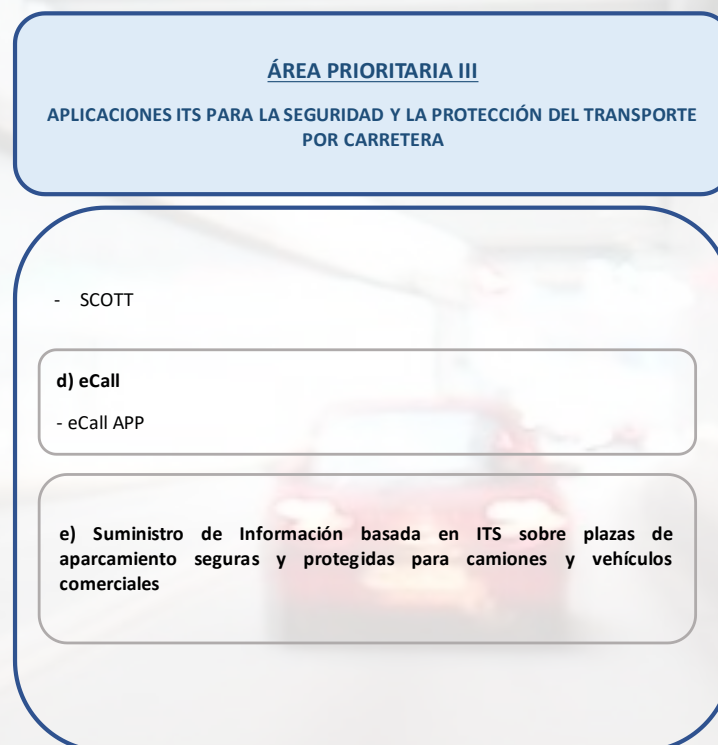 ÁREA PRIORITARIA III
APLICACIONES ITS PARA LA SEGURIDAD Y LA PROTECCIÓN DEL TRANSPORTE
POR CARRETERA
- SCOTT
d) eCall
- eCall APP
e) Suministro de Información basada en ITS sobre plazas de
aparcamiento seguras y protegidas para camiones y vehículos
comerciales